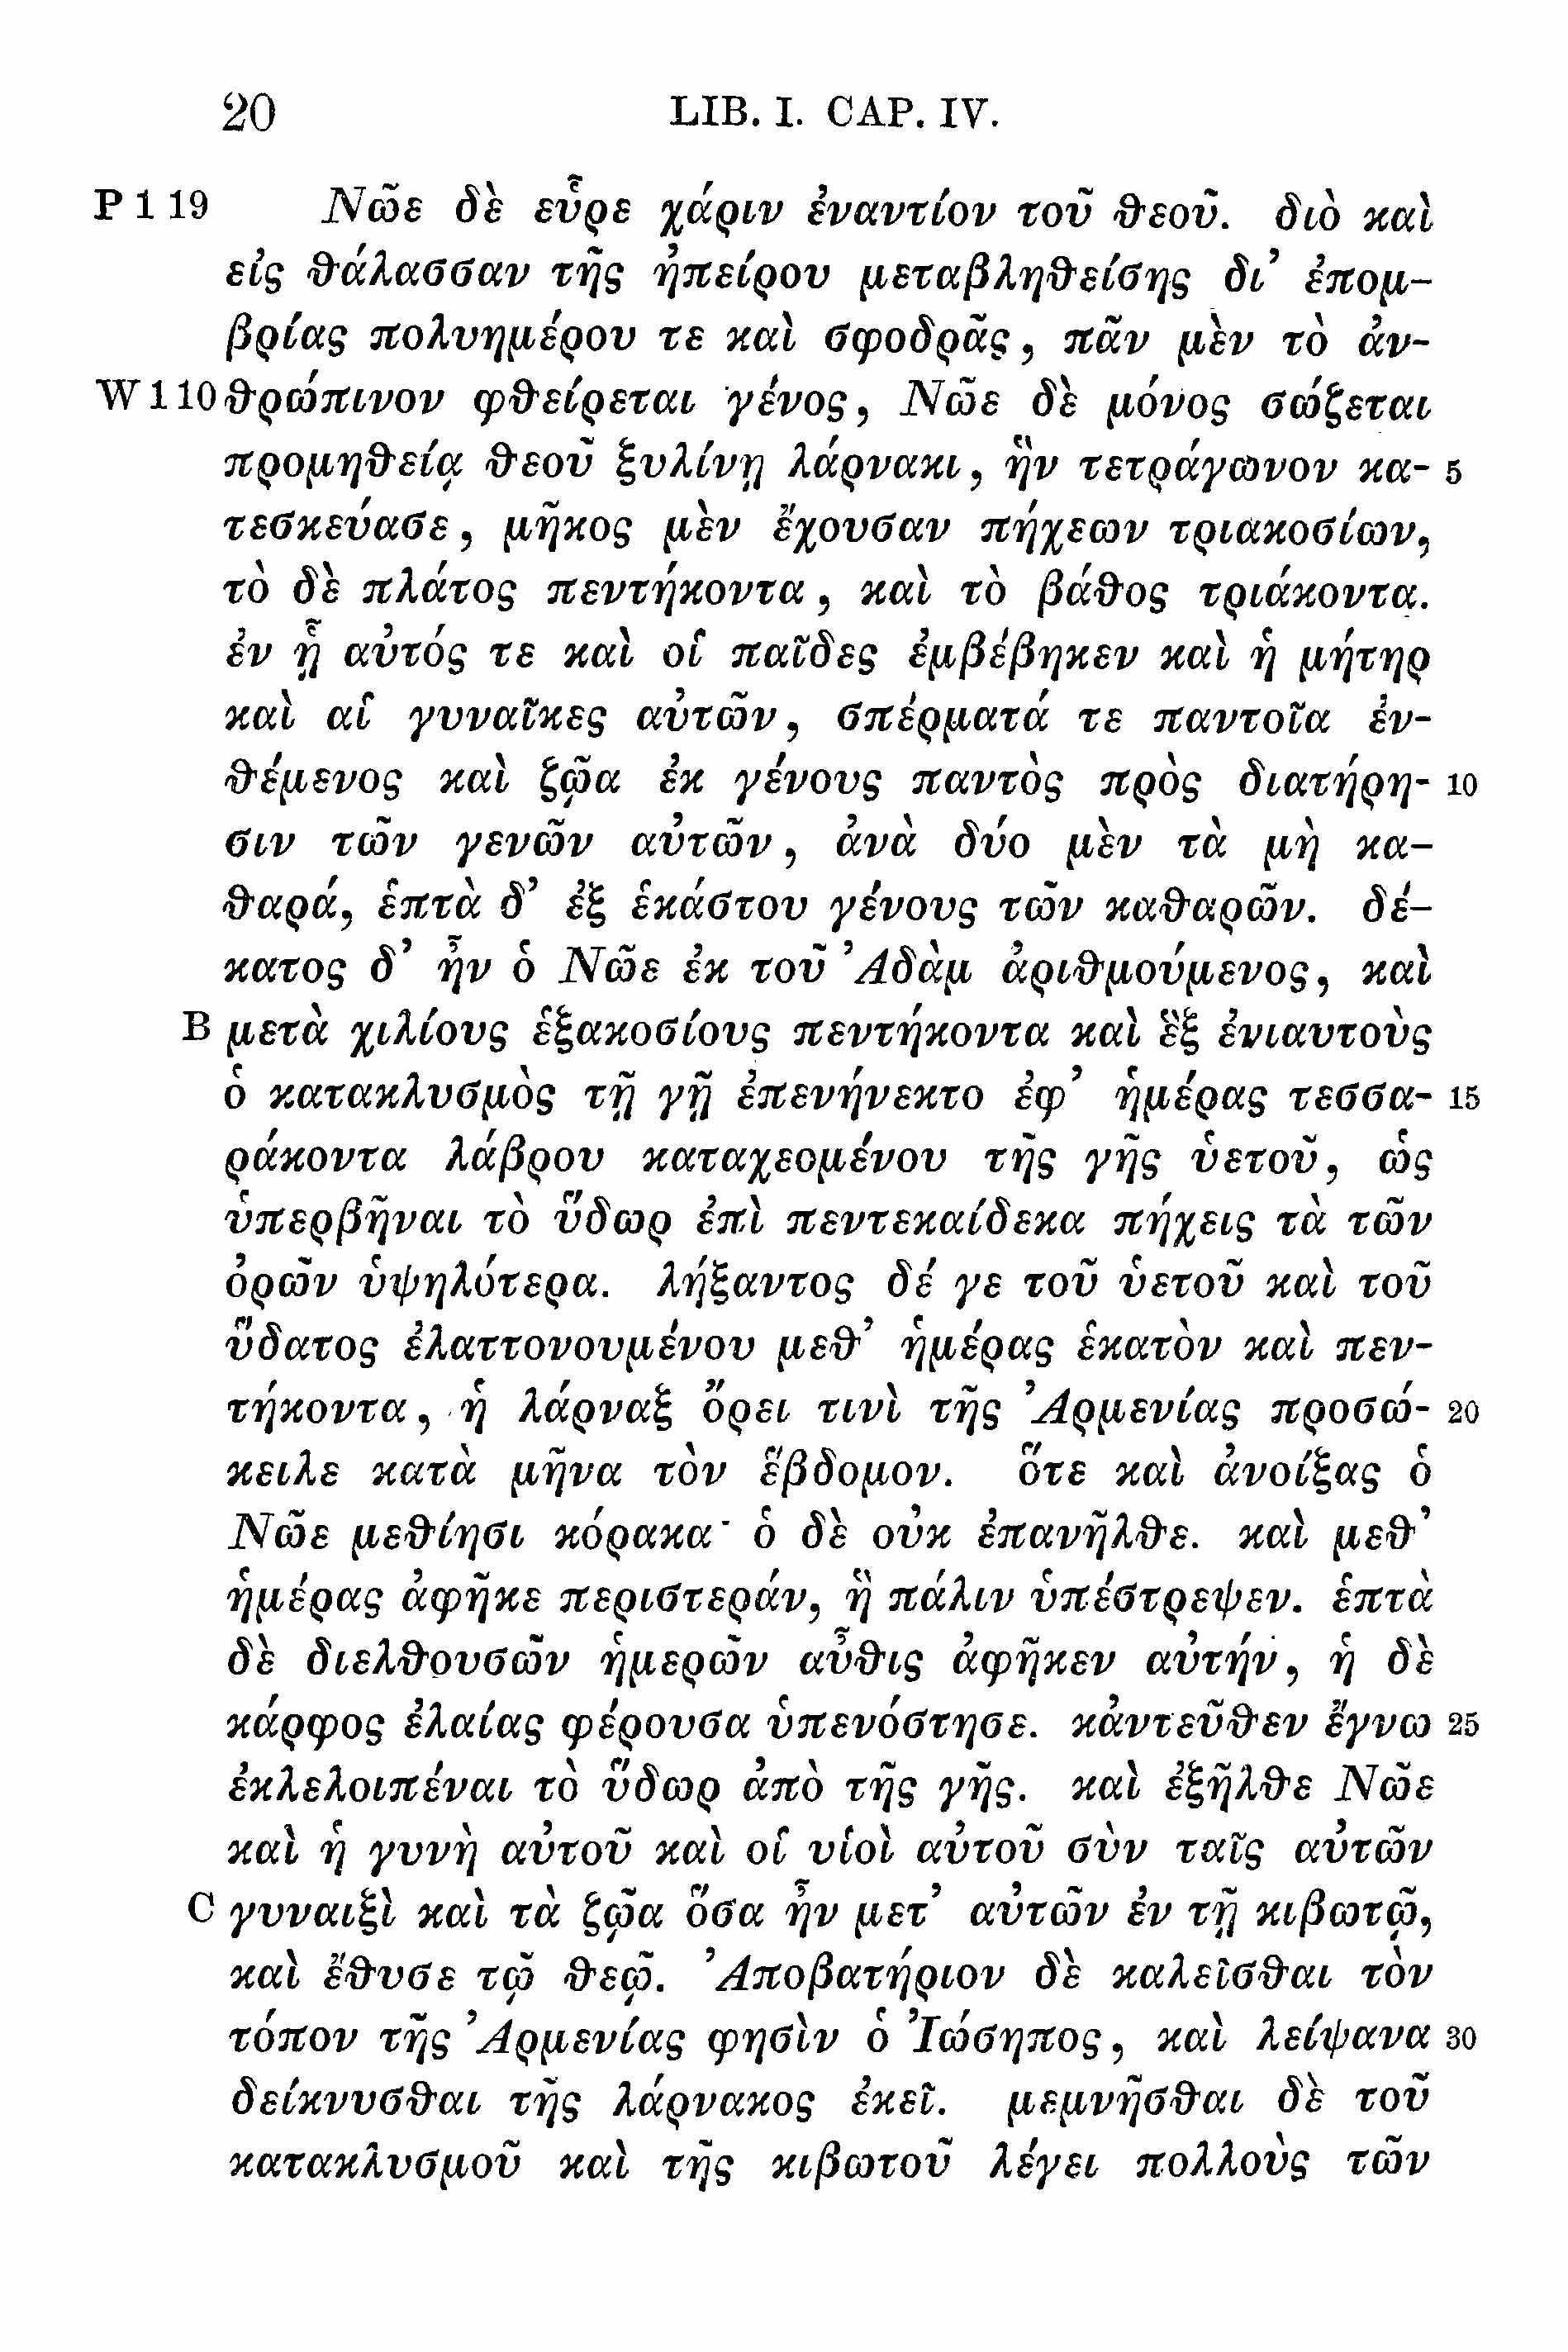 20 LIB. I. CAP. IV.
P I 19 Νῶε δὲ εὗρε χάριν ἐναντίον τοῦ ϑεοῦ. διὸ καὶ
εἰς ϑάλασσαν τῆς ἠπείρου μεταβληϑείσης δι’ ἐπομ-
βρίας πολυημέρου τε καὶ σφοδρᾶς, πᾶν μὲν τὸ ἀν-
W I 10 ϑρώπινον φϑείρεται γένος, Νῶε δὲ μόνος σώζεται
προμηϑείᾳ ϑεοῦ ξυλίνῃ λάρνακι, ἣν τετράγωνον κα- 5
τεσκεύασε, μῆκος μὲν ἔχουσαν πήχεων τριακοσίων,
τὸ δὲ πλάτος πεντήκοντα, καὶ τὸ βάϑος τριάκοντα.
ἐν ᾗ αὐτός τε καὶ οἱ παῖδες ἐμβέβηκεν καὶ ἡ μήτηρ
καὶ αἱ γυναῖκες αὐτῶν, σπέρματά τε παντοῖα ἐν-
ϑέμενος καὶ ζῷα ἐκ γένους παντὸς πρὸς διατήρη- 10
σιν τῶν γενῶν αὐτῶν, ἀνὰ δύο μὲν τὰ μὴ κα-
ϑαρά, ἑπτὰ δ’ ἐξ ἑκάστου γένους τῶν καϑαρῶν. δέ-
κατος δ’ ἦν ὁ Νῶε ἐκ τοῦ Ἀδὰμ ἀριϑμούμενος, καὶ
B μετὰ χιλίους ἑξακοσίους πεντήκοντα καὶ ἓξ ἐνιαυτοὺς
ὁ κατακλυσμὸς τῇ γῇ ἐπενήνεκτο ἐφ’ ἡμέρας τεσσα- 15
ράκοντα λάβρου καταχεομένου τῆς γῆς ὑετοῦ, ὡς
ὑπερβῆναι τὸ ὕδωρ ἐπὶ πεντεκαίδεκα πήχεις τὰ τῶν
ὀρῶν ὑψηλότερα. λήξαντος δέ γε τοῦ ὑετοῦ καὶ τοῦ
ὕδατος ἐλαττονουμένου μεϑ’ ἡμέρας ἑκατὸν καὶ πεν-
τήκοντα, ἡ λάρναξ ὄρει τινὶ τῆς Ἀρμενίας προσώ- 20
κειλε κατὰ μῆνα τὸν ἕβδομον. ὅτε καὶ ἀνοίξας ὁ
Νῶε μεϑίησι κόρακα· ὁ δὲ οὐκ ἐπανῆλϑε. καὶ μεϑ’
ἡμέρας ἀφῆκε περιστεράν, ἣ πάλιν ὑπέστρεψεν. ἑπτὰ
δὲ διελϑουσῶν ἡμερῶν αὖϑις ἀφῆκεν αὐτήν, ἡ δὲ
κάρφος ἐλαίας φέρουσα ὑπενόστησε. κἀντεῦϑεν ἔγνω 25
ἐκλελοιπέναι τὸ ὕδωρ ἀπὸ τῆς γῆς. καὶ ἐξῆλϑε Νῶε
καὶ ἡ γυνὴ αὐτοῦ καὶ οἱ υἱοὶ αὐτοῦ σὺν ταῖς αὐτῶν
C γυναιξὶ καὶ τὰ ζῷα ὅσα ἦν μετ’ αὐτῶν ἐν τῇ κιβωτῷ,
καὶ ἔϑυσε τῷ ϑεῷ. Ἀποβατήριον δὲ καλεῖσϑαι τὸν
τόπον τῆς Ἀρμενίας φησὶν ὁ Ἰώσηπος, καὶ λείψανα 30
δείκνυσϑαι τῆς λάρνακος ἐκεῖ. μεμνῆσϑαι δὲ τοῦ
κατακλυσμοῦ καὶ τῆς κιβωτοῦ λέγει πολλοὺς τῶν